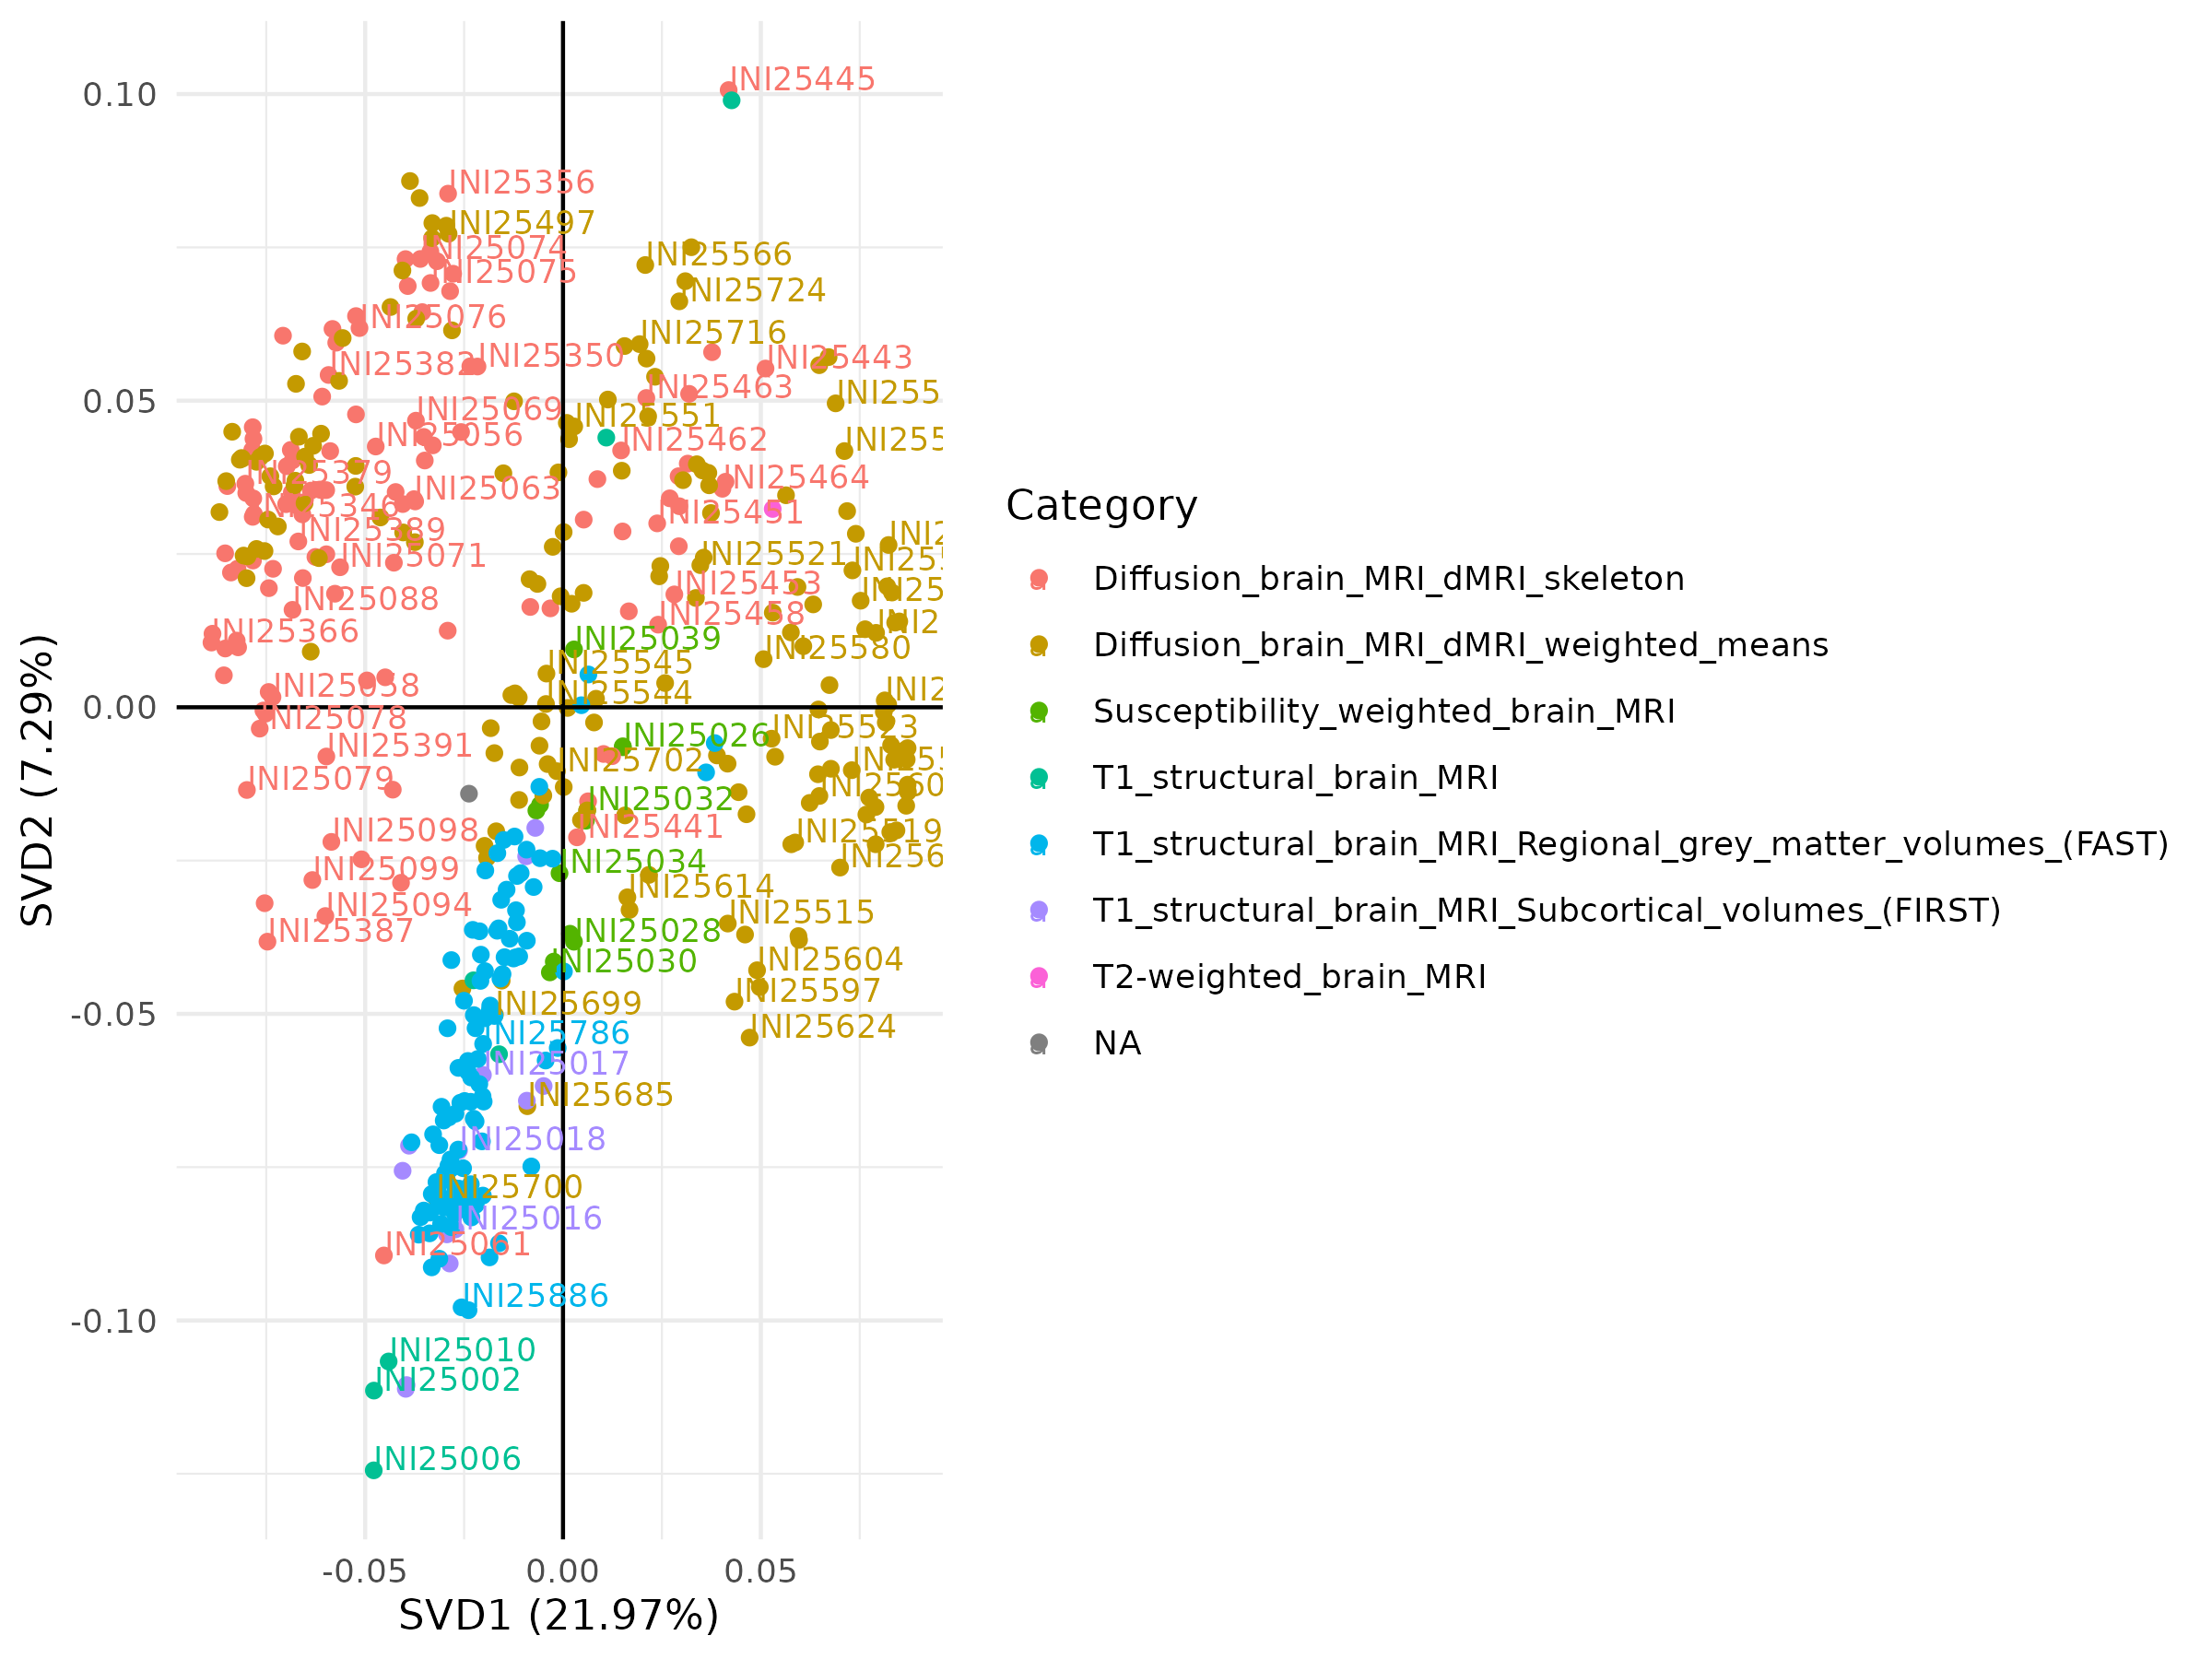 INI25445
0.10
INI25356
INI25497
INI25074
INI25566
INI25075
INI25724
INI25076
INI25716
INI25350
INI25443
INI25382
INI25463
0.05
INI25069
INI25551
INI25056
INI25462
INI25379
INI25464
INI25063
INI25346
INI25451
INI25389
INI25071
INI25521
INI25453
INI25088
INI25458
INI25366
INI25039
INI25580
INI25545
INI25058
INI25544
0.00
INI25078
INI25523
INI25026
INI25391
INI25702
INI25079
INI25032
INI25098
INI25441
INI25519
INI25099
INI25034
INI25614
INI25094
INI25515
INI25387
INI25028
INI25030
INI25604
INI25597
INI25699
-0.05
INI25624
INI25786
INI25017
INI25685
INI25018
INI25700
INI25016
INI25061
INI25886
-0.10
INI25010
INI25002
INI25006
-0.05 0.00 0.05
SVD1 (21.97%)
SVD2 (7.29%)
Category
Diffusion_brain_MRI_dMRI_skeleton
Diffusion_brain_MRI_dMRI_weighted_means
Susceptibility_weighted_brain_MRI
T1_structural_brain_MRI
T1_structural_brain_MRI_Regional_grey_matter_volumes_(FAST)
T1_structural_brain_MRI_Subcortical_volumes_(FIRST)
T2-weighted_brain_MRI
NA